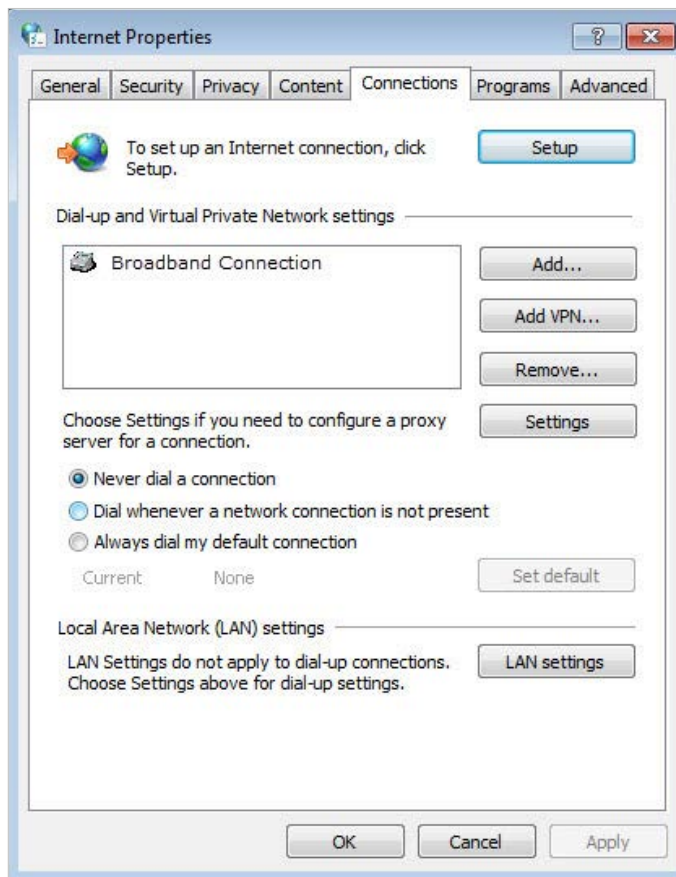 Internet Properties
General Security Privacy Content Connections Programs Advanced
To set up an Internet connection, click
Setup.
Setup
Dial-up and Virtual Private Network settings
Broadband Connection
Add...
Add VPN...
Remove...
Choose Settings if you need to configure a proxy
server for a connection.
Settings
Never dial a connection
Dial whenever a network connection is not present
Always dial my default connection
Current None
Set default
Local Area Network (LAN) settings
LAN Settings do not apply to dial-up connections.
Choose Settings above for dial-up settings.
LAN settings
OK Cancel Apply